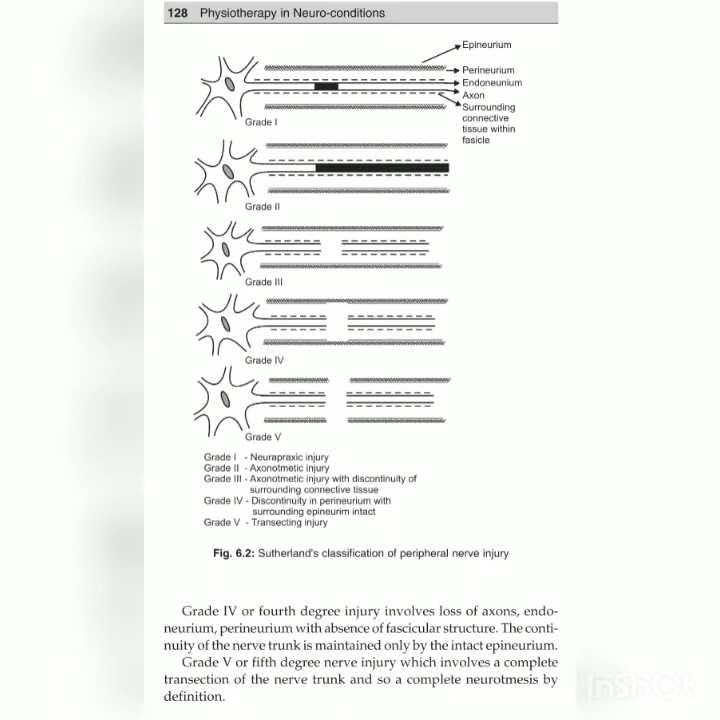 128 Physiotherapy in Neuro-conditions
Epineurium
Perineurium
Endoneunium
Axon
Surrounding
connective
tissue within
fasicle
Grade I
Grade II
Grade III
Grade IV
Grade V
Grade I - Neurapraxic injury
Grade II - Axonotmetic injury
Grade III - Axonotmetic injury with discontinuity of
surrounding connective tissue
Grade IV - Discontinuity in perineurium with
surrounding epineurim intact
Grade V - Transecting injury
Fig. 6.2: Sutherland's classification of peripheral nerve injury
Grade IV or fourth degree injury involves loss of axons, endo-
neurium, perineurium with absence of fascicular structure. The conti-
nuity of the nerve trunk is maintained only by the intact epineurium.
Grade V or fifth degree nerve injury which involves a complete
transection of the nerve trunk and so a complete neurotmesis by
definition.
InShOt